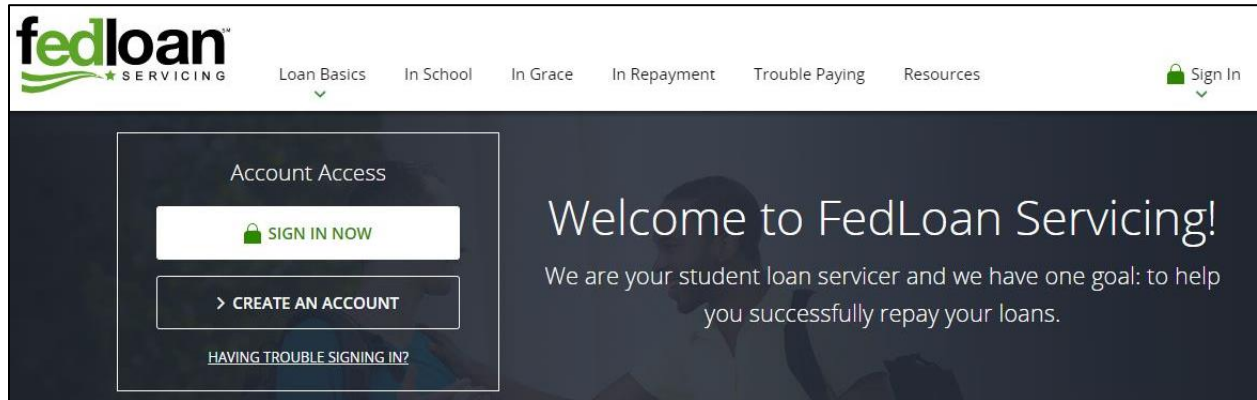 fedloan℠
SERVICING
Loan Basics
In School
In Grace
In Repayment
Trouble Paying
Resources
Sign In
Account Access
SIGN IN NOW
> CREATE AN ACCOUNT
HAVING TROUBLE SIGNING IN?
Welcome to FedLoan Servicing!
We are your student loan servicer and we have one goal: to help
you successfully repay your loans.